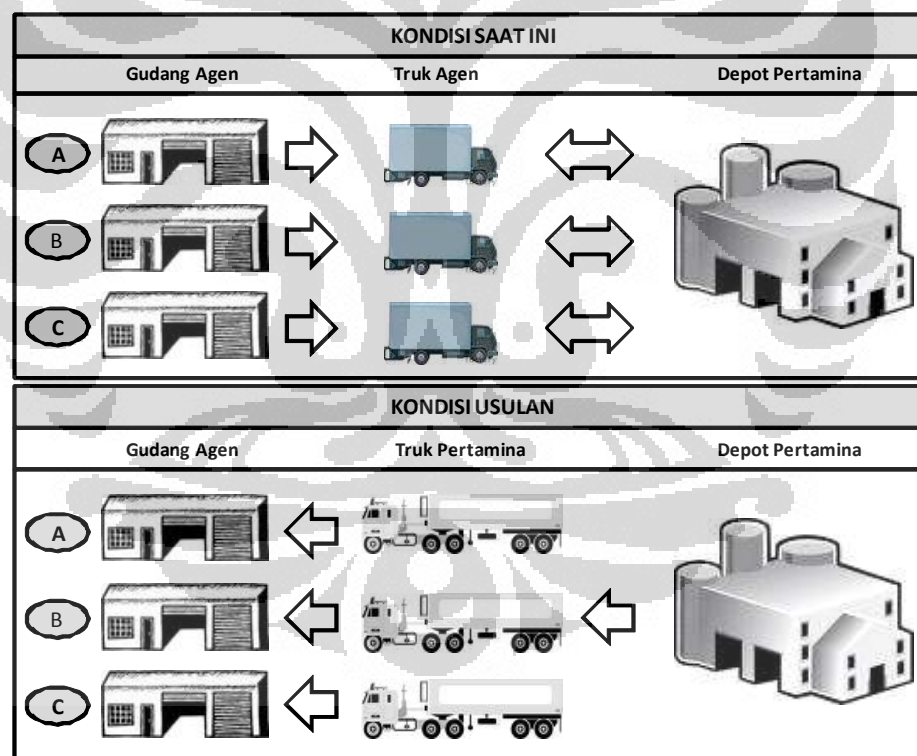 KONDISI SAAT INI
Gudang Agen Truk Agen Depot Pertamina
A
B
C
KONDISI USULAN
Gudang Agen Truk Pertamina Depot Pertamina
A
B
C